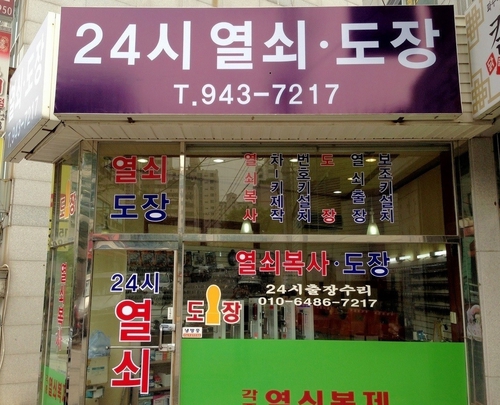 24시 열쇠·도장
T.943-7217
열쇠
도장
열쇠복사
차-키제작
번호키설치
도장
열쇠출장
보조키설치
열쇠복사·도장
24시출장수리
010-6486-7217
24시
열쇠
도장
냉방중
열쇠복제